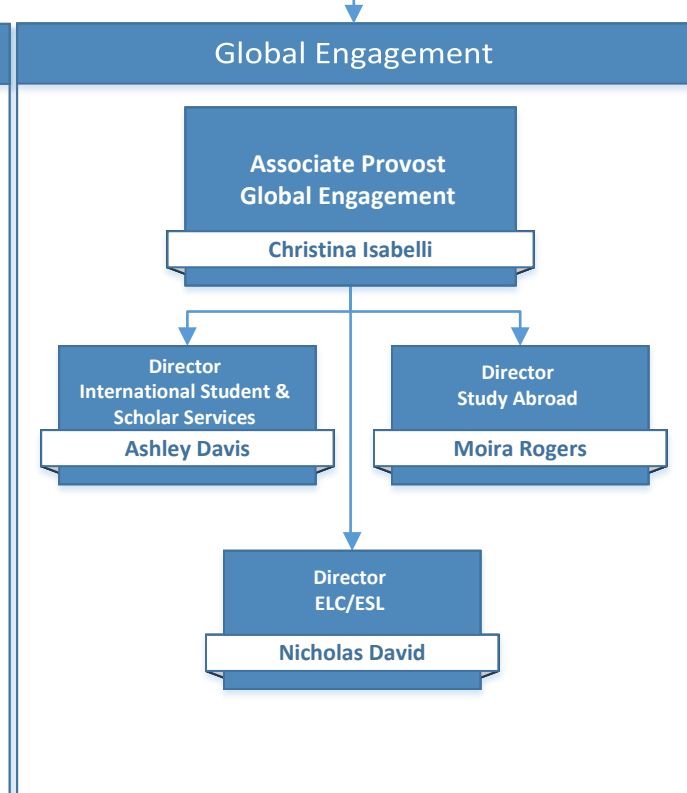 Global Engagement
Associate Provost
Global Engagement
Christina Isabelli
Director
International Student &
Scholar Services
Ashley Davis
Director
Study Abroad
Moira Rogers
Director
ELC/ESL
Nicholas David